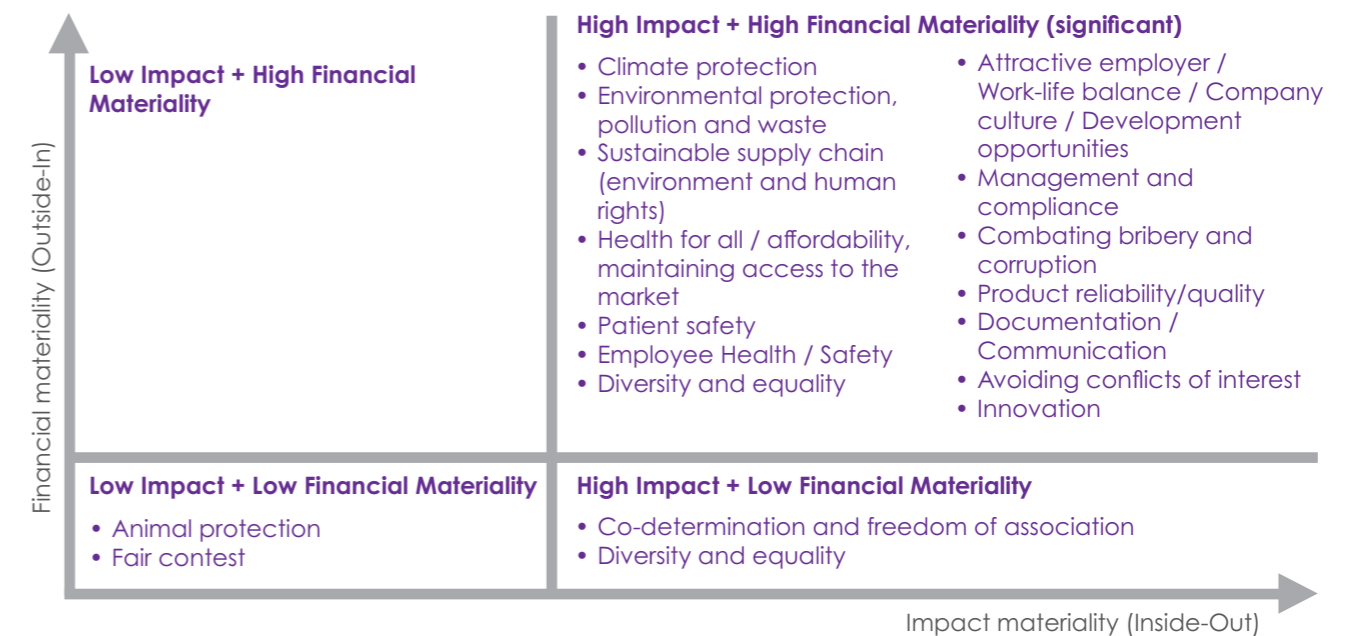 Financial materiality (Outside-In)
Low Impact + High Financial
Materiality
High Impact + High Financial Materiality (significant)
• Climate protection
• Environmental protection,
pollution and waste
• Sustainable supply chain
(environment and human
rights)
• Health for all / affordability,
maintaining access to the
market
• Patient safety
• Employee Health / Safety
• Diversity and equality
• Attractive employer /
Work-life balance / Company
culture / Development
opportunities
• Management and
compliance
• Combating bribery and
corruption
• Product reliability/quality
• Documentation /
Communication
• Avoiding conflicts of interest
• Innovation
Low Impact + Low Financial Materiality
• Animal protection
• Fair contest
High Impact + Low Financial Materiality
• Co-determination and freedom of association
• Diversity and equality
Impact materiality (Inside-Out)